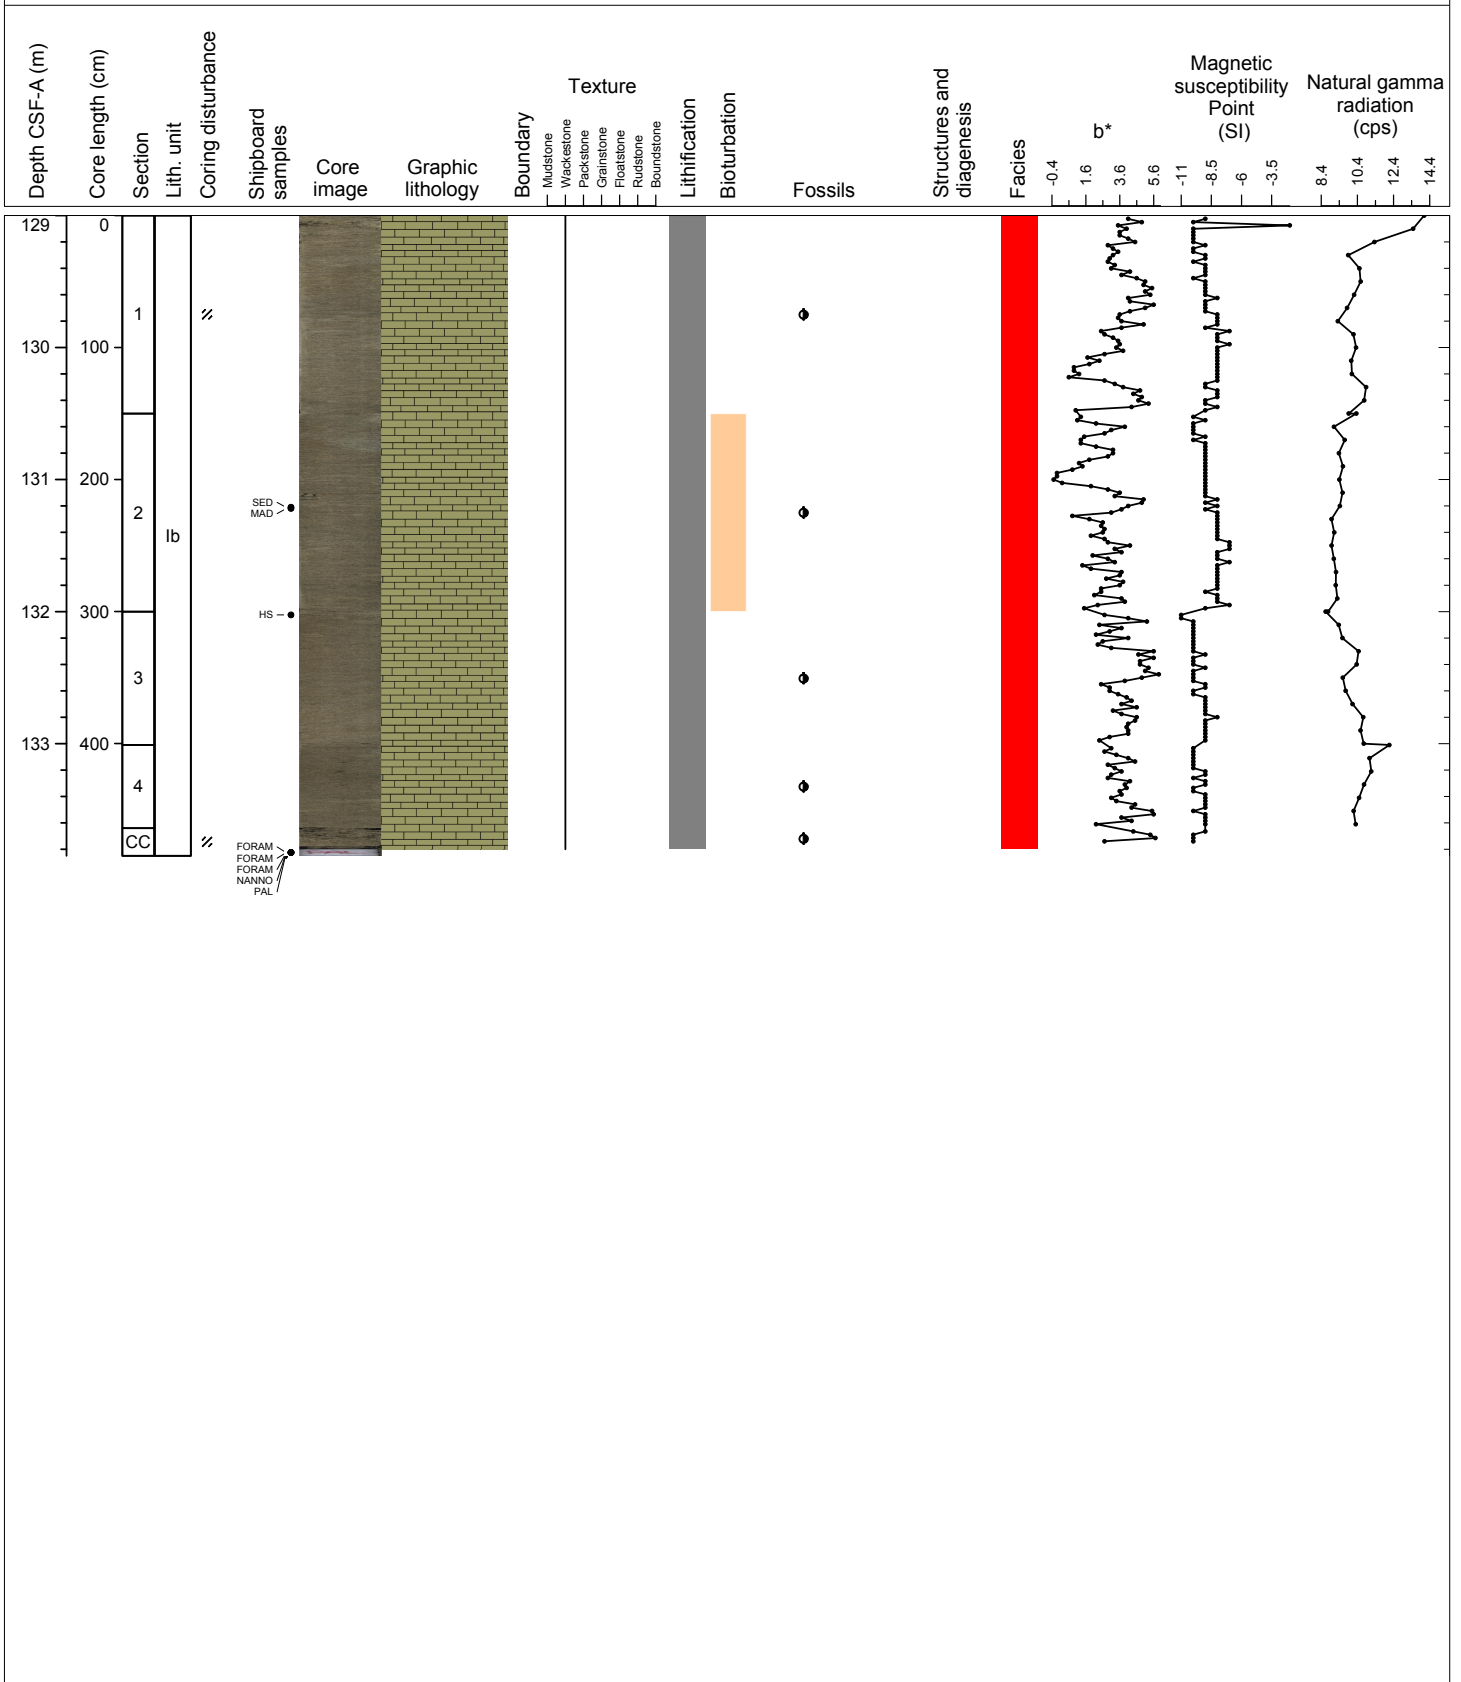 Depth CSF-A (m)
Core length (cm)
Section
Lith. unit
Coring disturbance
Shipboard
samples
Core
image
Graphic
lithology
Boundary
Texture
Mudstone
Wackestone
Packstone
Grainstone
Floatstone
Rudstone
Boundstone
Lithification
Bioturbation
Fossils
Structures and
diagenesis
Facies
b*
-0.4
1.6
3.6
5.6
Magnetic
susceptibility
Point
(SI)
-11
-8.5
-6
-3.5
Natural gamma
radiation
(cps)
8.4
10.4
12.4
14.4
129
130
131
132
133
0
100
200
300
400
1
2
3
4
CC
Ib
SED
MAD
HS
FORAM
FORAM
FORAM
NANNO
PAL